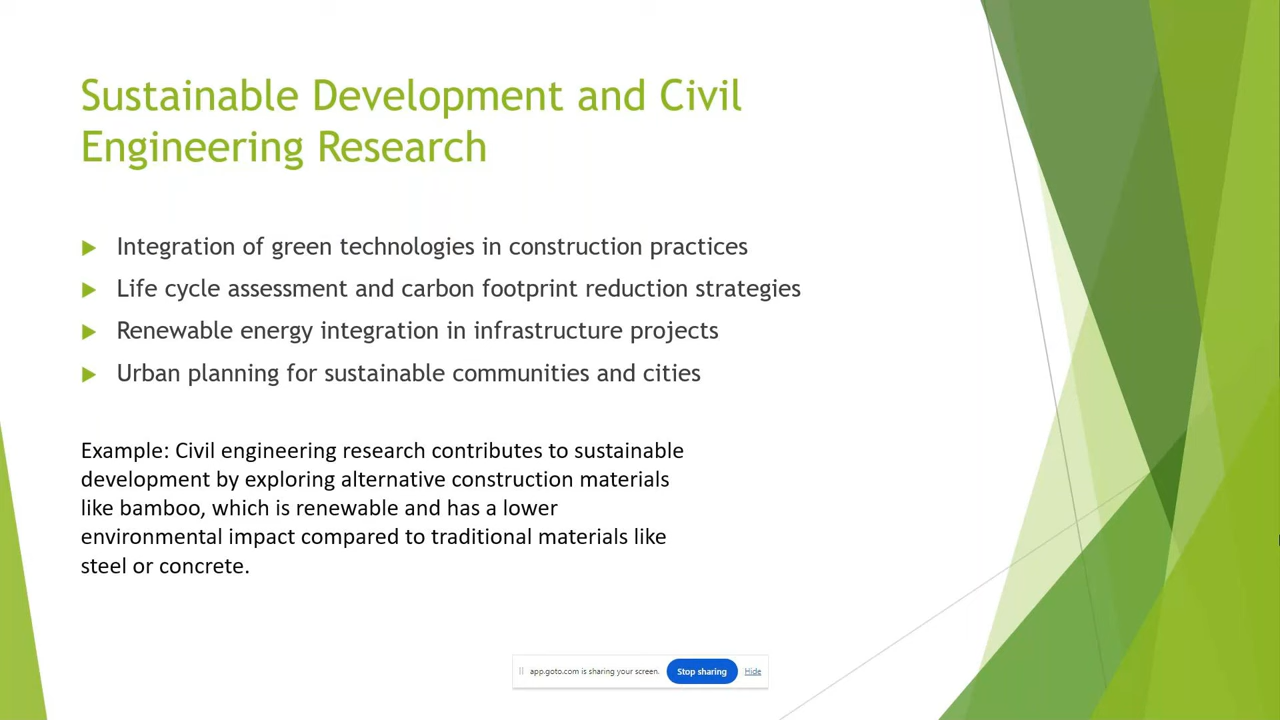 Sustainable Development and Civil
Engineering Research
Integration of green technologies in construction practices
Life cycle assessment and carbon footprint reduction strategies
Renewable energy integration in infrastructure projects
Urban planning for sustainable communities and cities
Example: Civil engineering research contributes to sustainable
development by exploring alternative construction materials
like bamboo, which is renewable and has a lower
environmental impact compared to traditional materials like
steel or concrete.
app.goto.com is sharing your screen. Stop sharing Hide